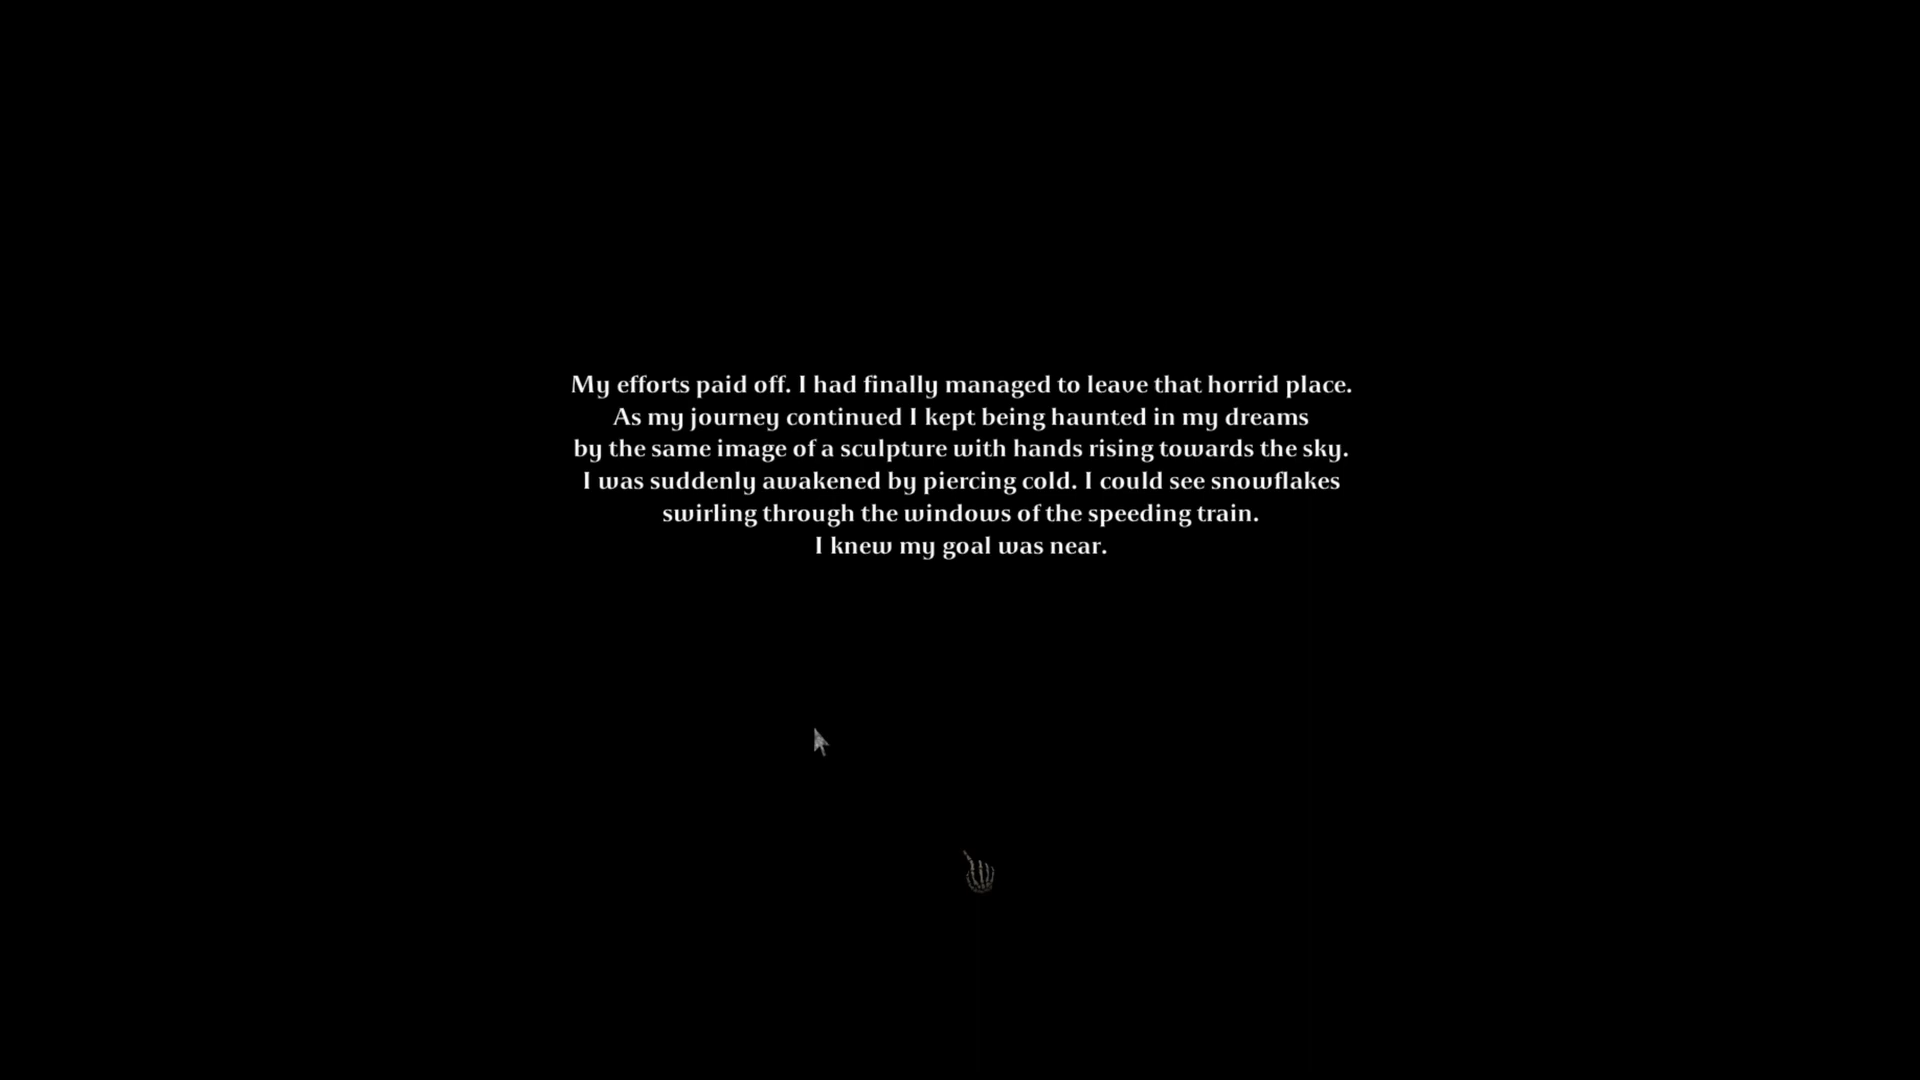 My efforts paid off. I had finally managed to leave that horrid place.
As my journey continued I kept being haunted in my dreams
by the same image of a sculpture with hands rising towards the sky.
I was suddenly awakened by piercing cold. I could see snowflakes
swirling through the windows of the speeding train.
I knew my goal was near.